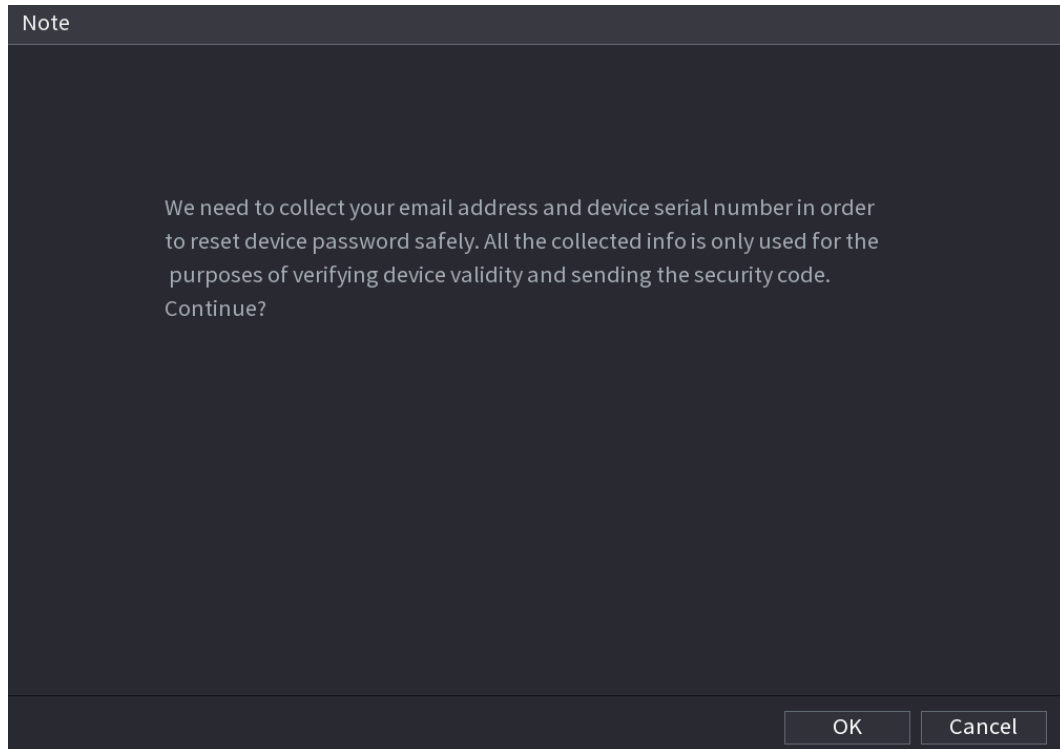 Note
We need to collect your email address and device serial number in order
to reset device password safely. All the collected info is only used for the
purposes of verifying device validity and sending the security code.
Continue?
OK
Cancel